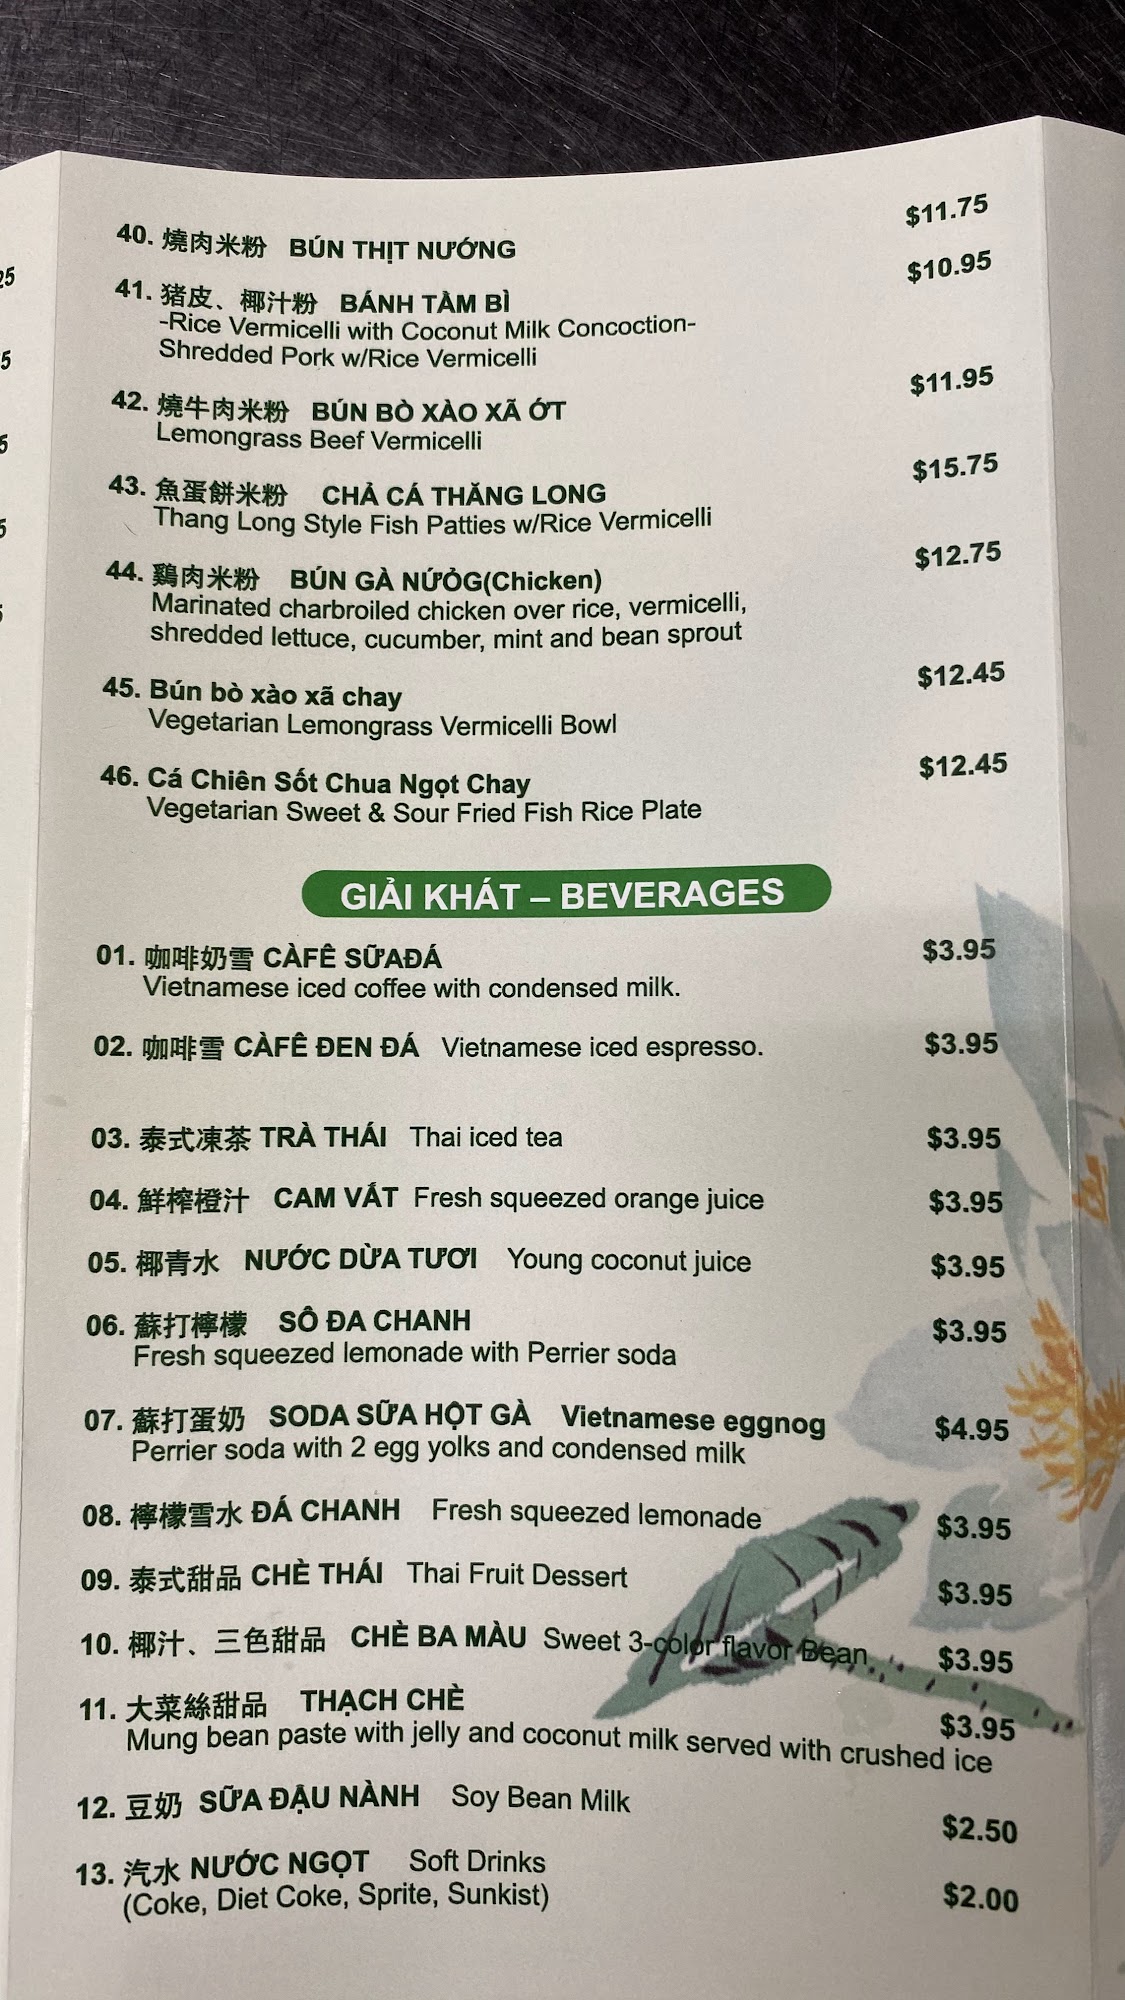 40. 燒肉米粉 BÚN THỊT NƯỚNG $11.75
41. 猪皮、椰汁粉 BÁNH TÀM BÌ $10.95
-Rice Vermicelli with Coconut Milk Concoction-
Shredded Pork w/Rice Vermicelli
42. 燒牛肉米粉 BÚN BÒ XÀO XÃ ỚT $11.95
Lemongrass Beef Vermicelli
43. 魚蛋餅米粉 CHẢ CÁ THĂNG LONG $15.75
Thang Long Style Fish Patties w/Rice Vermicelli
44. 鷄肉米粉 BÚN GÀ NỨỎG(Chicken) $12.75
Marinated charbroiled chicken over rice, vermicelli,
shredded lettuce, cucumber, mint and bean sprout
45. Bún bò xào xã chay $12.45
Vegetarian Lemongrass Vermicelli Bowl
46. Cá Chiên Sốt Chua Ngọt Chay $12.45
Vegetarian Sweet & Sour Fried Fish Rice Plate
GIẢI KHÁT – BEVERAGES
01. 咖啡奶雪 CÀFÊ SỮAĐÁ $3.95
Vietnamese iced coffee with condensed milk.
02. 咖啡雪 CÀFÊ ĐEN ĐÁ Vietnamese iced espresso. $3.95
03. 泰式凍茶 TRÀ THÁI Thai iced tea $3.95
04. 鮮榨橙汁 CAM VẮT Fresh squeezed orange juice $3.95
05. 椰青水 NƯỚC DỪA TƯƠI Young coconut juice $3.95
06. 蘇打檸檬 SÔ ĐA CHANH $3.95
Fresh squeezed lemonade with Perrier soda
07. 蘇打蛋奶 SODA SỮA HỘT GÀ Vietnamese eggnog $4.95
Perrier soda with 2 egg yolks and condensed milk
08. 檸檬雪水 ĐÁ CHANH Fresh squeezed lemonade $3.95
09. 泰式甜品 CHÈ THÁI Thai Fruit Dessert $3.95
10. 椰汁、三色甜品 CHÈ BA MÀU Sweet 3-color flavor Bean $3.95
11. 大菜絲甜品 THẠCH CHÈ $3.95
Mung bean paste with jelly and coconut milk served with crushed ice
12. 豆奶 SỮA ĐẬU NÀNH Soy Bean Milk $2.50
13. 汽水 NƯỚC NGỌT Soft Drinks $2.00
(Coke, Diet Coke, Sprite, Sunkist)